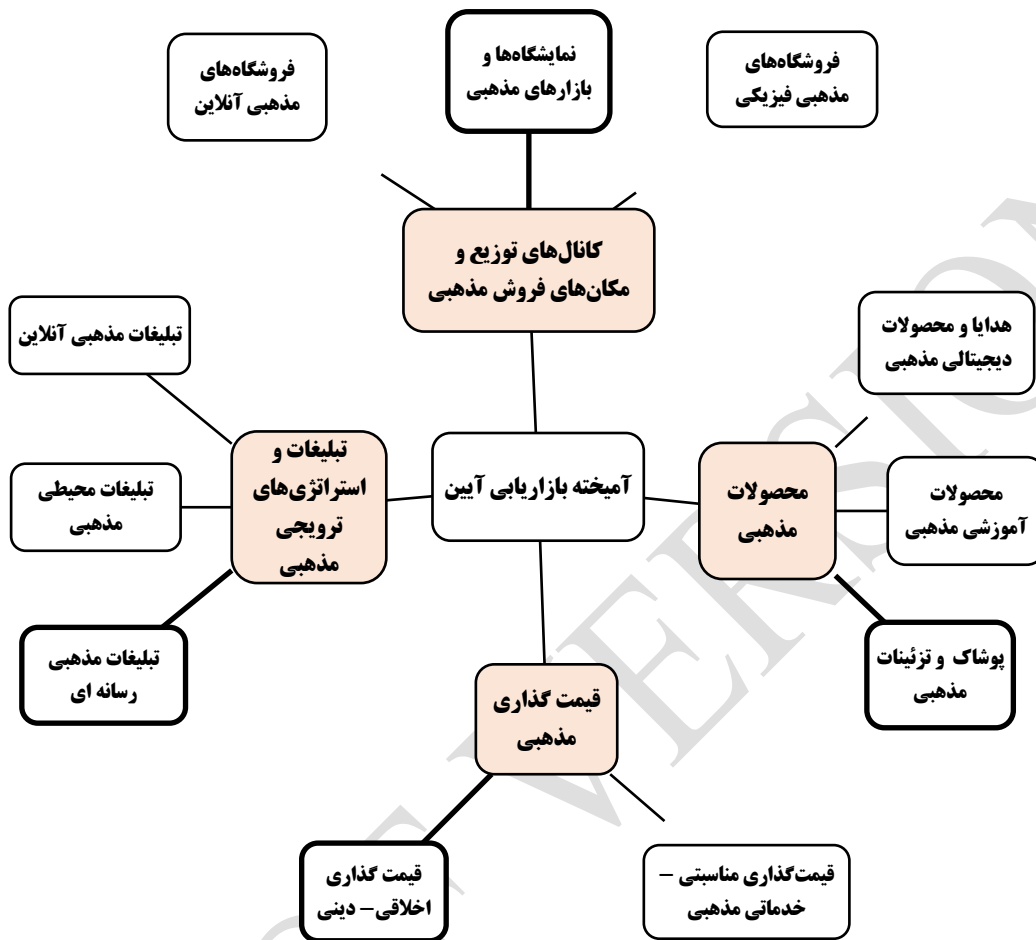 فروشگاه‌های
مذهبی فیزیکی
نمایشگاه‌ها و
بازارهای مذهبی
فروشگاه‌های
مذهبی آنلاین
کانال‌های توزیع و
مکان‌های فروش مذهبی
هدایا و محصولات
دیجیتالی مذهبی
تبلیغات مذهبی آنلاین
محصولات
آموزشی مذهبی
محصولات
مذهبی
آمیخته بازاریابی آیین
تبلیغات و
استراتژی‌های
ترویجی
مذهبی
تبلیغات محیطی
مذهبی
پوشاک و تزئینات
مذهبی
تبلیغات مذهبی
رسانه ای
قیمت گذاری
مذهبی
قیمت‌گذاری مناسبتی –
خدماتی مذهبی
قیمت گذاری
اخلاقی– دینی
VERSION